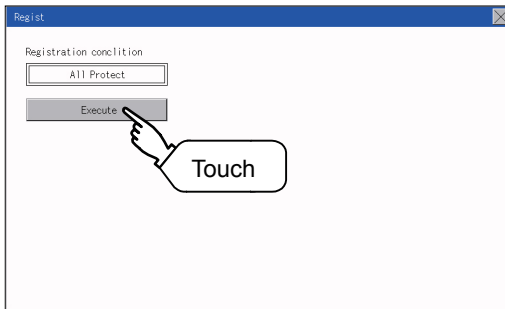 Regist
Registration conclition
All Protect
Execute
Touch